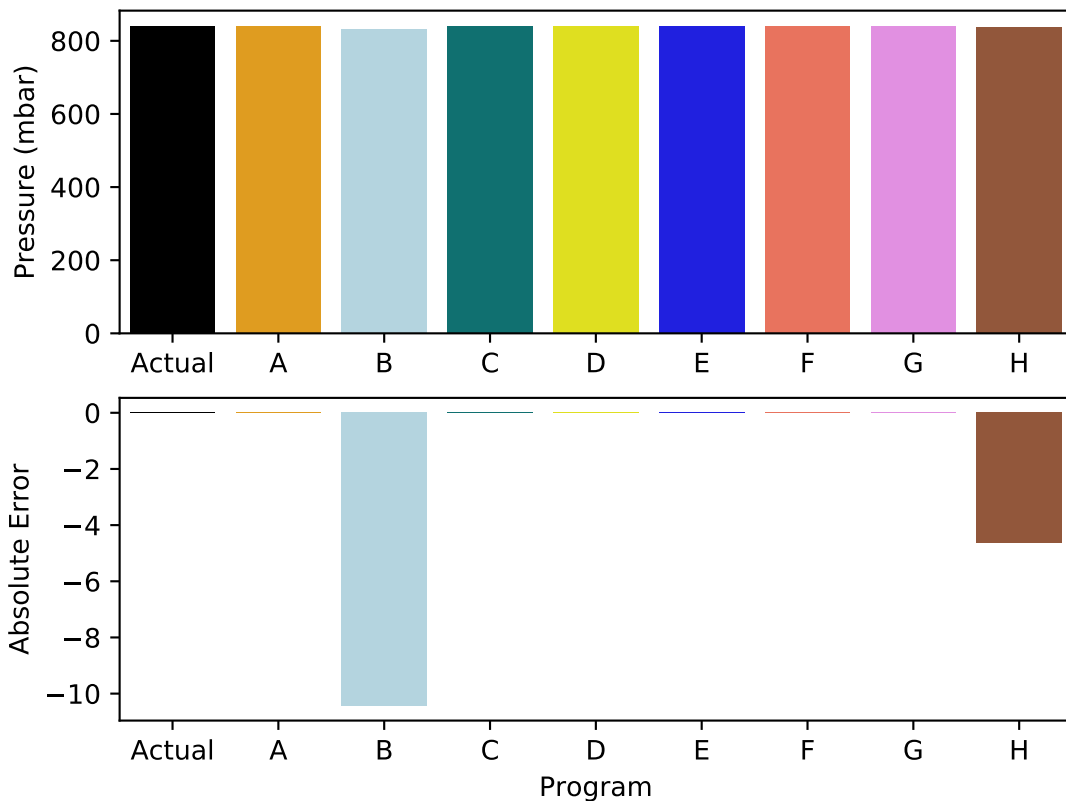 Pressure (mbar)
800
600
400
200
0
Actual A B C D E F G H
Absolute Error
0
−2
−4
−6
−8
−10
Actual A B C D E F G H
Program